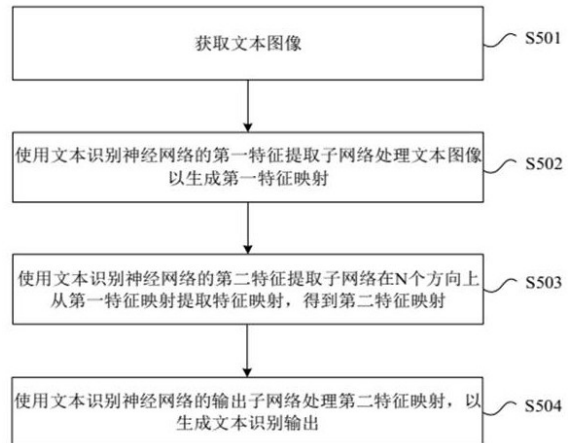 获取文本图像
S501
使用文本识别神经网络的第一特征提取子网络处理文本图像
以生成第一特征映射
S502
使用文本识别神经网络的第二特征提取子网络在N个方向上
从第一特征映射提取特征映射，得到第二特征映射
S503
使用文本识别神经网络的输出子网络处理第二特征映射，以
生成文本识别输出
S504